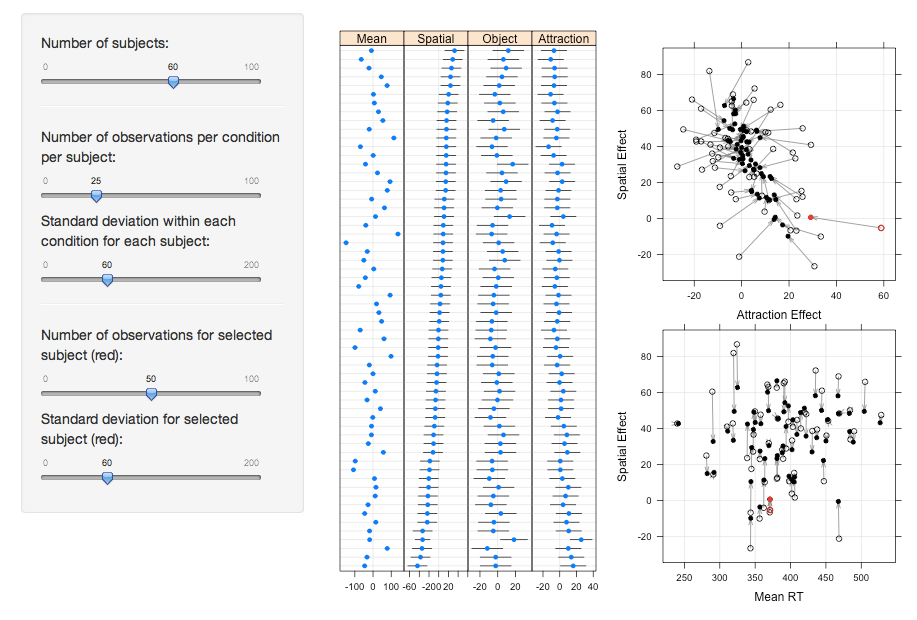 Number of subjects:
0 60 100
Number of observations per condition
per subject:
0 25 100
Standard deviation within each
condition for each subject:
0 60 200
Number of observations for selected
subject (red):
0 50 100
Standard deviation for selected
subject (red):
0 60 200
Mean Spatial Object Attraction
-100 0 100 -60 -20 0 20 -20 0 20 -20 0 20 40
Spatial Effect
80
60
40
20
0
-20
-20 0 20 40 60
Attraction Effect
Spatial Effect
80
60
40
20
0
-20
250 300 350 400 450 500
Mean RT